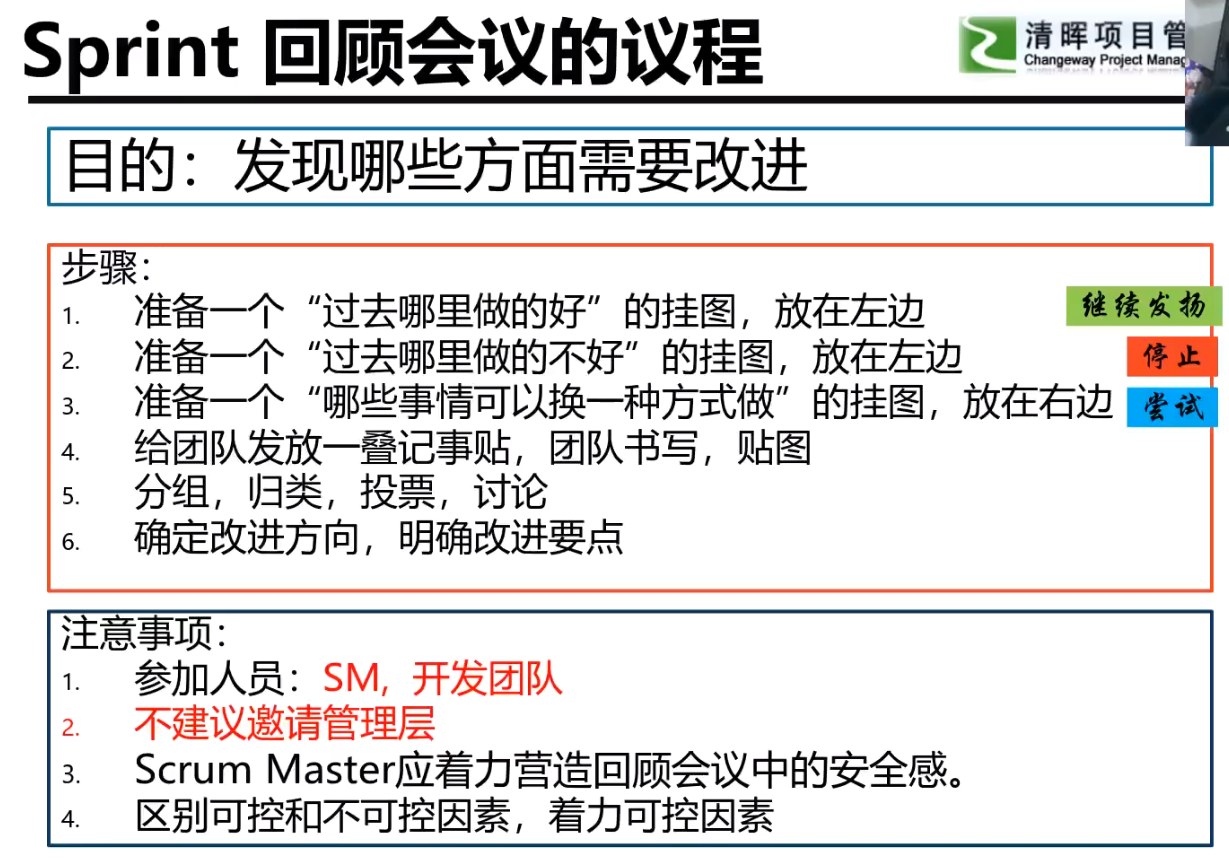 Sprint 回顾会议的议程
清晖项目管
Changeway Project Manag
目的：发现哪些方面需要改进
步骤：
1. 准备一个“过去哪里做的好”的挂图，放在左边
继续发扬
2. 准备一个“过去哪里做的不好”的挂图，放在左边
停止
3. 准备一个“哪些事情可以换一种方式做”的挂图，放在右边
尝试
4. 给团队发放一叠记事贴，团队书写，贴图
5. 分组，归类，投票，讨论
6. 确定改进方向，明确改进要点
注意事项：
1. 参加人员：SM, 开发团队
2. 不建议邀请管理层
3. Scrum Master应着力营造回顾会议中的安全感。
4. 区别可控和不可控因素，着力可控因素